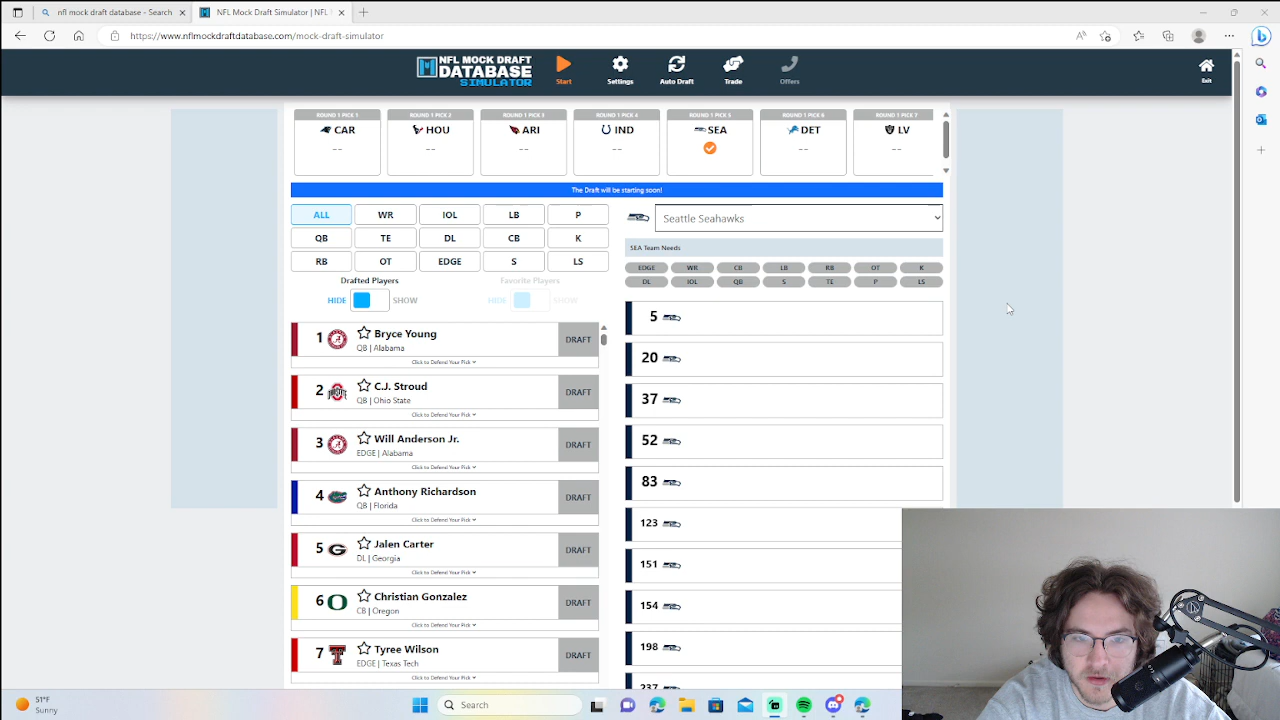 nfl mock draft database - Search
NFL Mock Draft Simulator | NFL
https://www.nflmockdraftdatabase.com/mock-draft-simulator
NFL MOCK DRAFT
DATABASE
SIMULATOR
Start
Settings
Auto Draft
Trade
Offers
Exit
ROUND 1 PICK 1 ROUND 1 PICK 2 ROUND 1 PICK 3 ROUND 1 PICK 4 ROUND 1 PICK 5 ROUND 1 PICK 6 ROUND 1 PICK 7
CAR HOU ARI IND SEA DET LV
-- -- -- -- -- --
The Draft will be starting soon!
ALL WR IOL LB P
QB TE DL CB K
RB OT EDGE S LS
Drafted Players Favorite Players
HIDE SHOW HIDE SHOW
1 Bryce Young DRAFT
QB | Alabama
Click to Defend Your Pick
2 C.J. Stroud DRAFT
QB | Ohio State
Click to Defend Your Pick
3 Will Anderson Jr. DRAFT
EDGE | Alabama
Click to Defend Your Pick
4 Anthony Richardson DRAFT
QB | Florida
Click to Defend Your Pick
5 Jalen Carter DRAFT
DL | Georgia
Click to Defend Your Pick
6 Christian Gonzalez DRAFT
CB | Oregon
Click to Defend Your Pick
7 Tyree Wilson DRAFT
EDGE | Texas Tech
Click to Defend Your Pick
Seattle Seahawks
SEA Team Needs
EDGE WR CB LB RB OT K
DL IOL QB S TE P LS
5
20
37
52
83
123
151
154
198
237
51°F
Sunny
Search